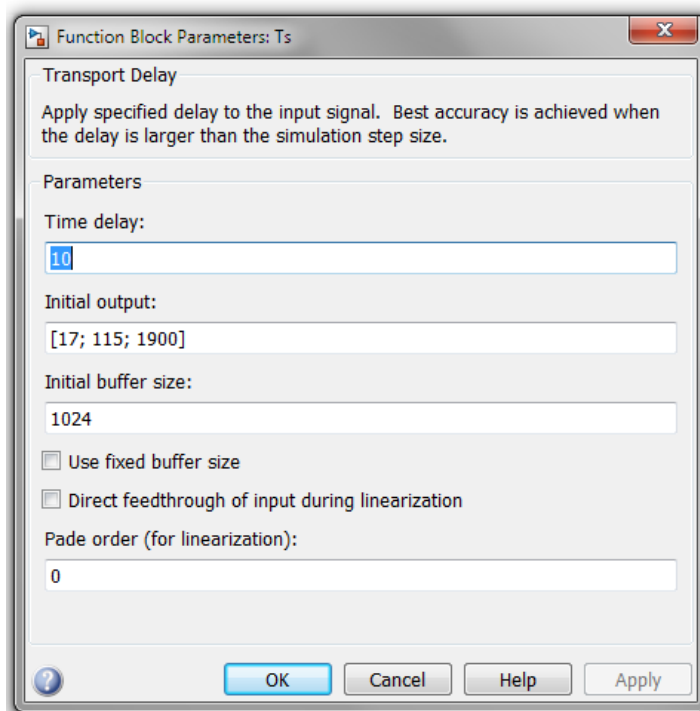 Function Block Parameters: Ts
Transport Delay
Apply specified delay to the input signal.  Best accuracy is achieved when
the delay is larger than the simulation step size.
Parameters
Time delay:
10
Initial output:
[17; 115; 1900]
Initial buffer size:
1024
Use fixed buffer size
Direct feedthrough of input during linearization
Pade order (for linearization):
0
OK Cancel Help Apply